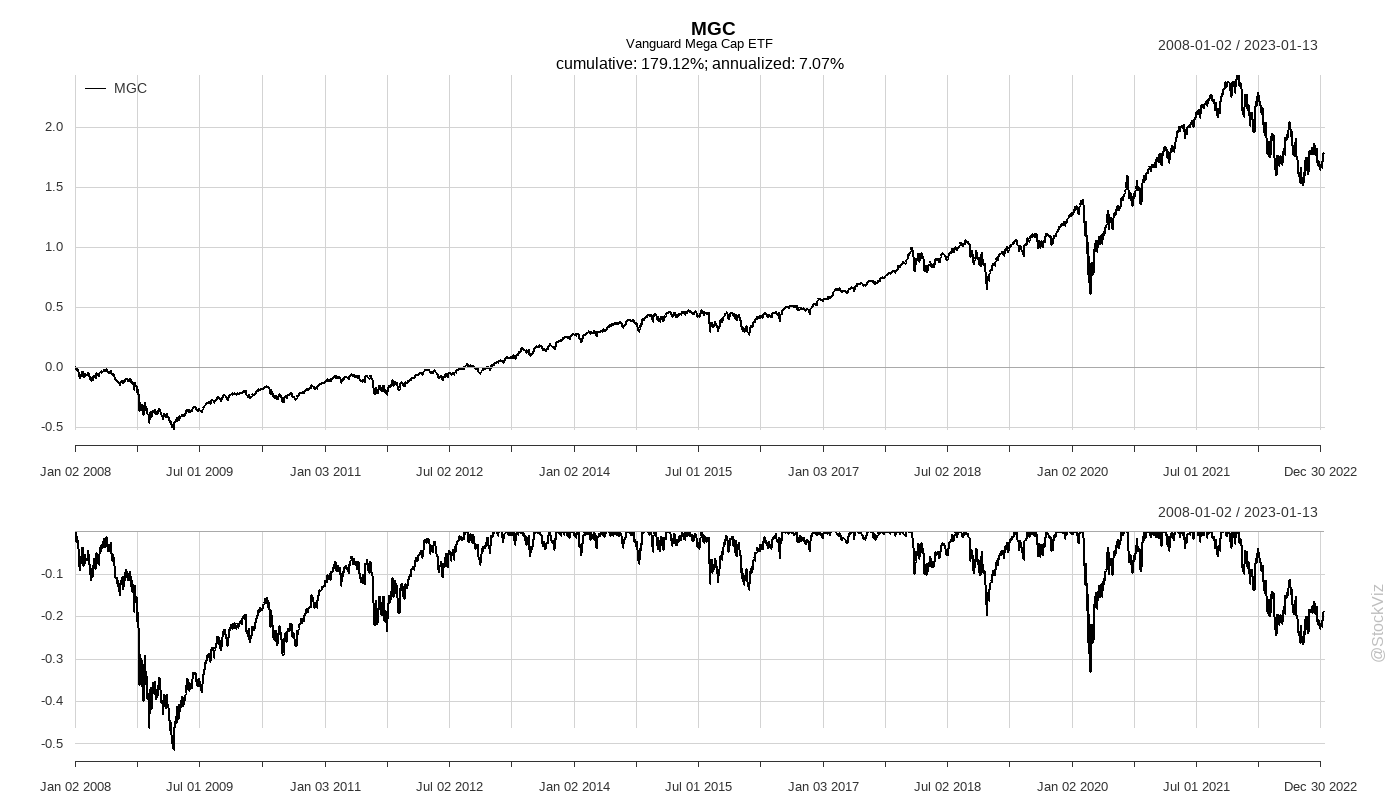 MGC
Vanguard Mega Cap ETF
2008-01-02 / 2023-01-13
cumulative: 179.12%; annualized: 7.07%
MGC
2.0
1.5
1.0
0.5
0.0
-0.5
Jan 02 2008 Jul 01 2009 Jan 03 2011 Jul 02 2012 Jan 02 2014 Jul 01 2015 Jan 03 2017 Jul 02 2018 Jan 02 2020 Jul 01 2021 Dec 30 2022
2008-01-02 / 2023-01-13
-0.1
-0.2
-0.3
-0.4
-0.5
Jan 02 2008 Jul 01 2009 Jan 03 2011 Jul 02 2012 Jan 02 2014 Jul 01 2015 Jan 03 2017 Jul 02 2018 Jan 02 2020 Jul 01 2021 Dec 30 2022
@StockViz